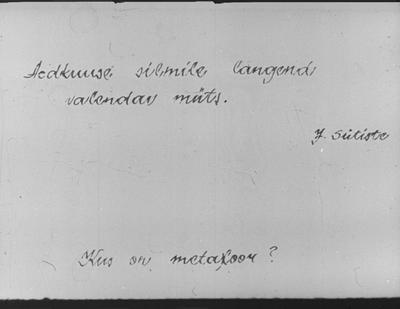 Aedkuuse silmile langend
valendav müts.
J. Sütiste
Kus on metafoor?